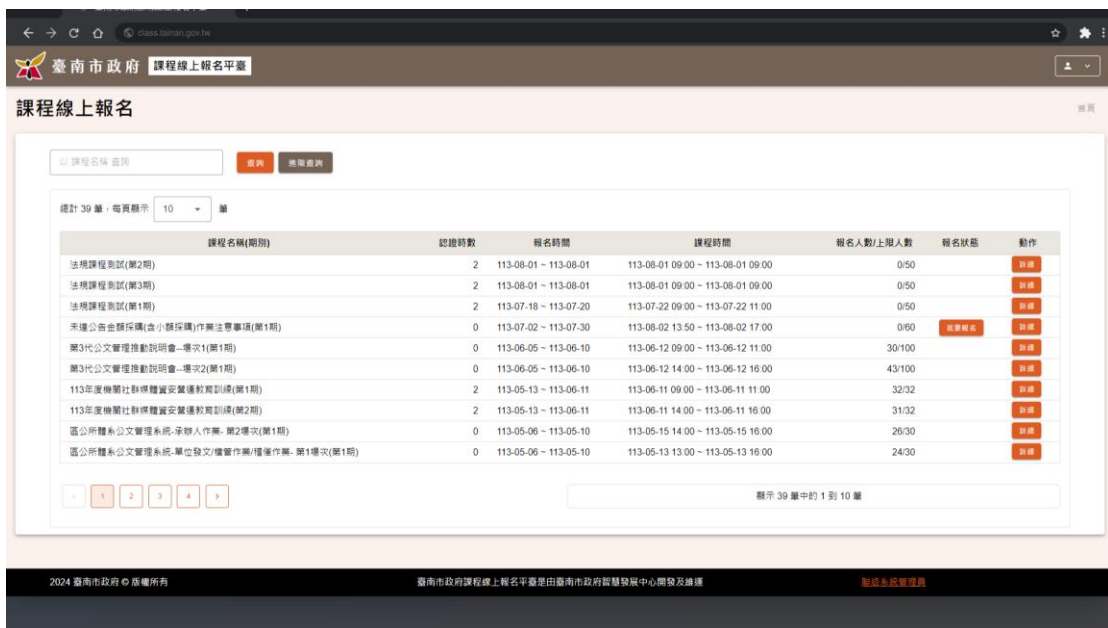 class.tainan.gov.tw
臺南市政府 課程線上報名平臺
課程線上報名
首頁
以 課程名稱 查詢 查詢 進階查詢
總計 39 筆，每頁顯示 10 筆
課程名稱(期別) 認證時數 報名時間 課程時間 報名人數/上限人數 報名狀態 動作
法規課程測試(第2期) 2 113-08-01 ~ 113-08-01 113-08-01 09:00 ~ 113-08-01 09:00 0/50 詳細
法規課程測試(第3期) 2 113-08-01 ~ 113-08-01 113-08-01 09:00 ~ 113-08-01 09:00 0/50 詳細
法規課程測試(第1期) 2 113-07-18 ~ 113-07-20 113-07-22 09:00 ~ 113-07-22 11:00 0/50 詳細
未達公告金額採購(含小額採購)作業注意事項(第1期) 0 113-07-02 ~ 113-07-30 113-08-02 13:50 ~ 113-08-02 17:00 0/60 我要報名 詳細
第3代公文管理推動說明會--場次1(第1期) 0 113-06-05 ~ 113-06-10 113-06-12 09:00 ~ 113-06-12 11:00 30/100 詳細
第3代公文管理推動說明會--場次2(第1期) 0 113-06-05 ~ 113-06-10 113-06-12 14:00 ~ 113-06-12 16:00 43/100 詳細
113年度機關社群媒體資安營運教育訓練(第1期) 2 113-05-13 ~ 113-06-11 113-06-11 09:00 ~ 113-06-11 11:00 32/32 詳細
113年度機關社群媒體資安營運教育訓練(第2期) 2 113-05-13 ~ 113-06-11 113-06-11 14:00 ~ 113-06-11 16:00 31/32 詳細
區公所體系公文管理系統-承辦人作業- 第2場次(第1期) 0 113-05-06 ~ 113-05-10 113-05-15 14:00 ~ 113-05-15 16:00 26/30 詳細
區公所體系公文管理系統-單位發文/檔管作業/稽催作業- 第1場次(第1期) 0 113-05-06 ~ 113-05-10 113-05-13 13:00 ~ 113-05-13 16:00 24/30 詳細
‹ 1 2 3 4 › 顯示 39 筆中的 1 到 10 筆
2024 臺南市政府 © 版權所有 臺南市政府課程線上報名平臺是由臺南市政府智慧發展中心開發及維運 聯絡系統管理員